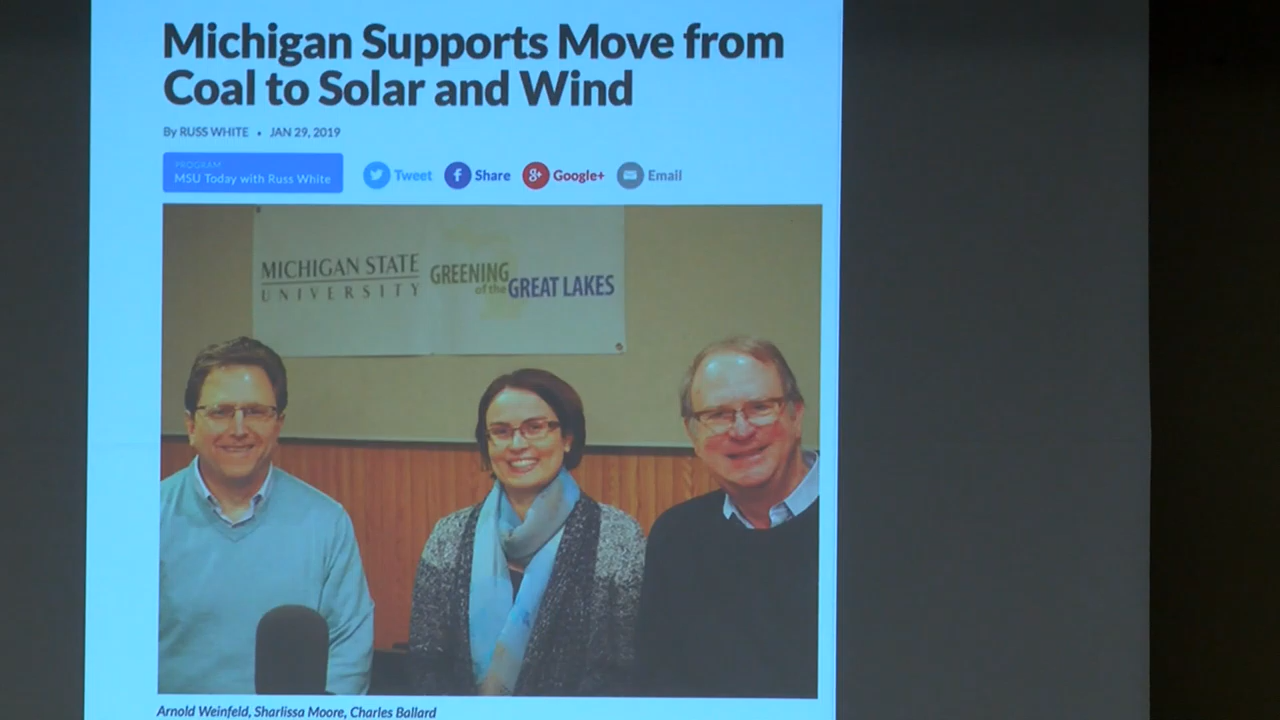 Michigan Supports Move from
Coal to Solar and Wind
By RUSS WHITE • JAN 29, 2019
PROGRAM
MSU Today with Russ White
Tweet
Share
Google+
Email
MICHIGAN STATE
UNIVERSITY
GREENING
of the GREAT LAKES
Arnold Weinfeld, Sharlissa Moore, Charles Ballard